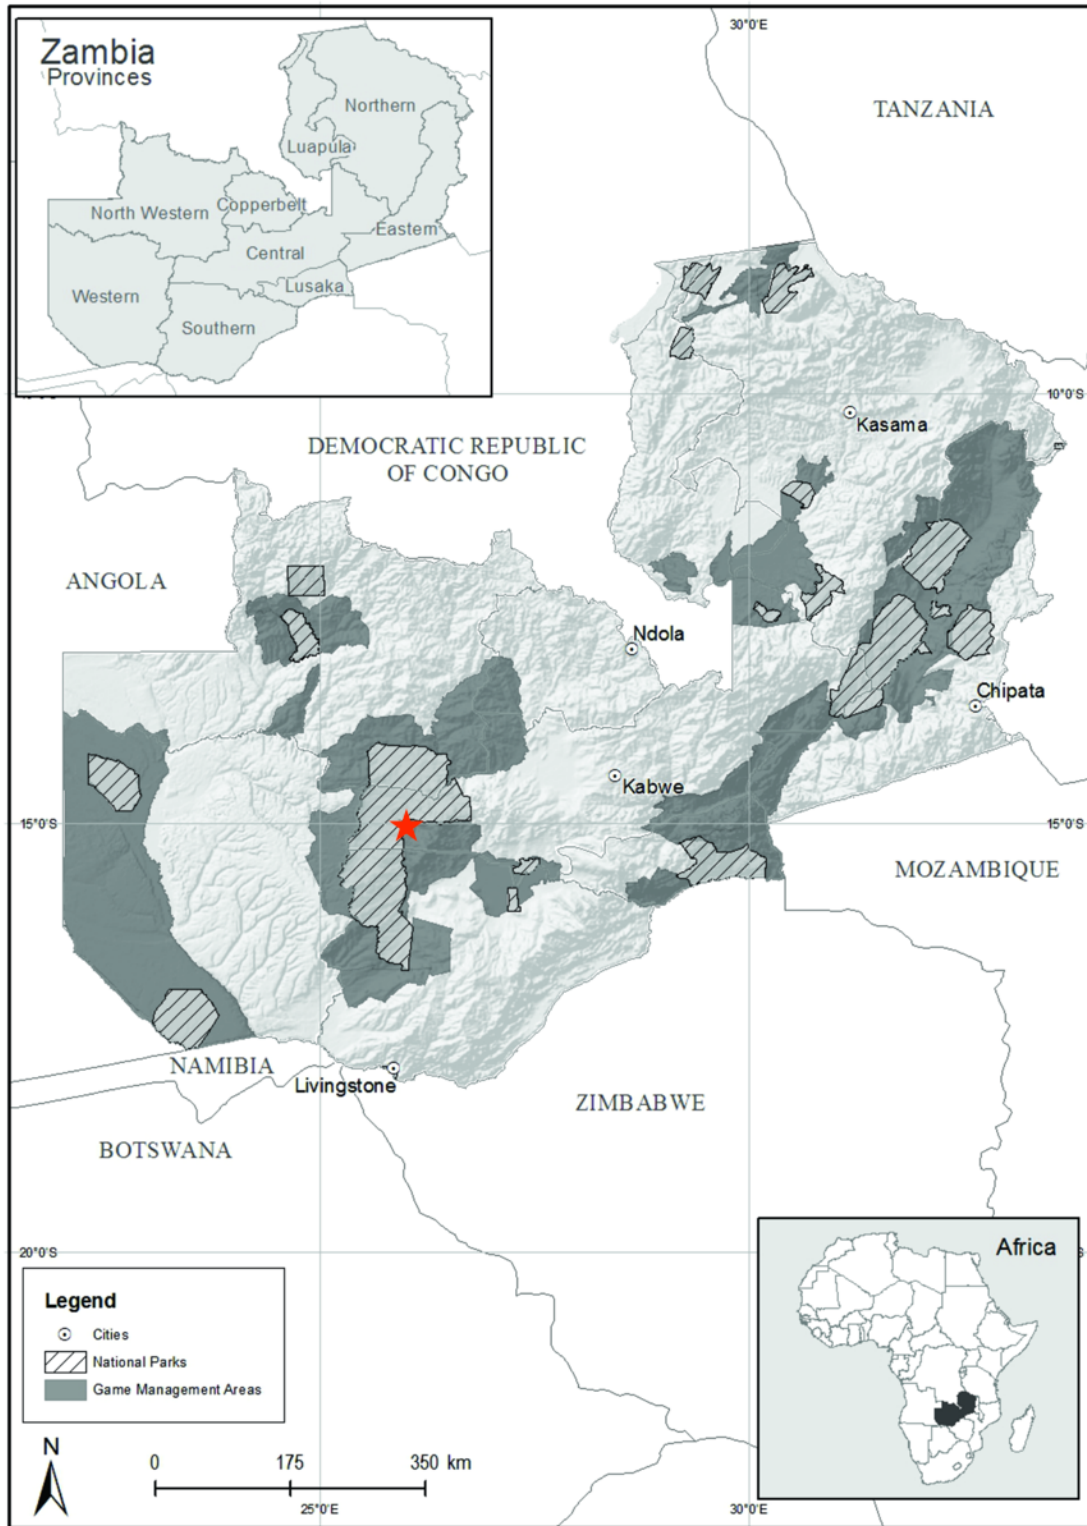 Zambia
Provinces
Northern
Luapula
North Western
Copperbelt
Eastern
Central
Lusaka
Western
Southern
30°0'E
TANZANIA
10°0'S
Kasama
DEMOCRATIC REPUBLIC
OF CONGO
ANGOLA
Ndola
Chipata
Kabwe
15°0'S
15°0'S
MOZAMBIQUE
NAMIBIA
Livingstone
ZIMBABWE
BOTSWANA
20°0'S
Legend
Cities
National Parks
Game Management Areas
N
0 175 350 km
25°0'E
30°0'E
Africa